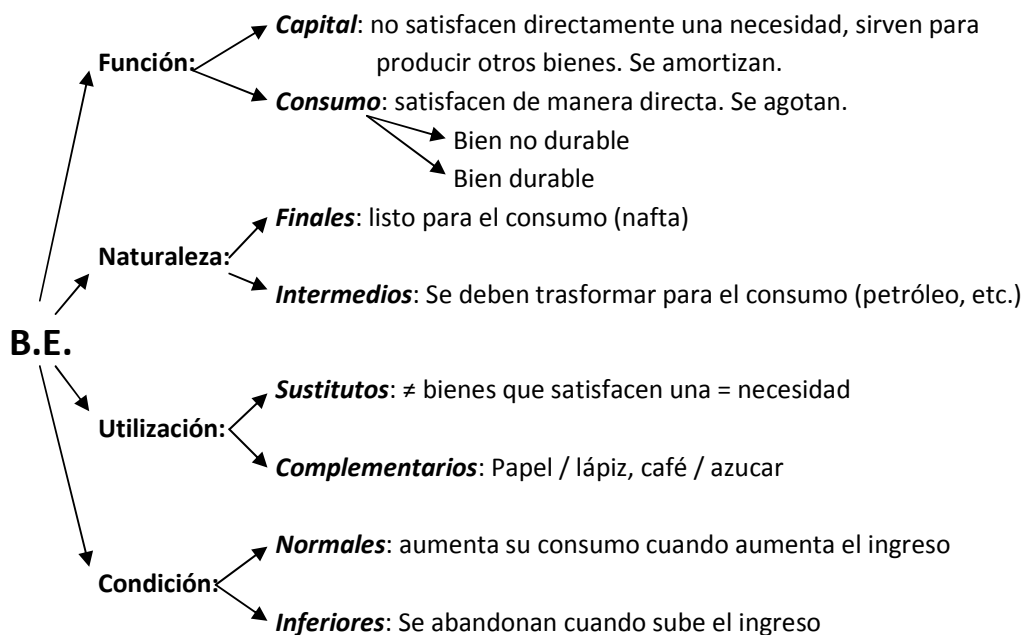 Capital: no satisfacen directamente una necesidad, sirven para
Función:
producir otros bienes. Se amortizan.
Consumo: satisfacen de manera directa. Se agotan.
Bien no durable
Bien durable
Finales: listo para el consumo (nafta)
Naturaleza:
Intermedios: Se deben trasformar para el consumo (petróleo, etc.)
B.E.
Sustitutos: ≠ bienes que satisfacen una = necesidad
Utilización:
Complementarios: Papel / lápiz, café / azucar
Normales: aumenta su consumo cuando aumenta el ingreso
Condición:
Inferiores: Se abandonan cuando sube el ingreso